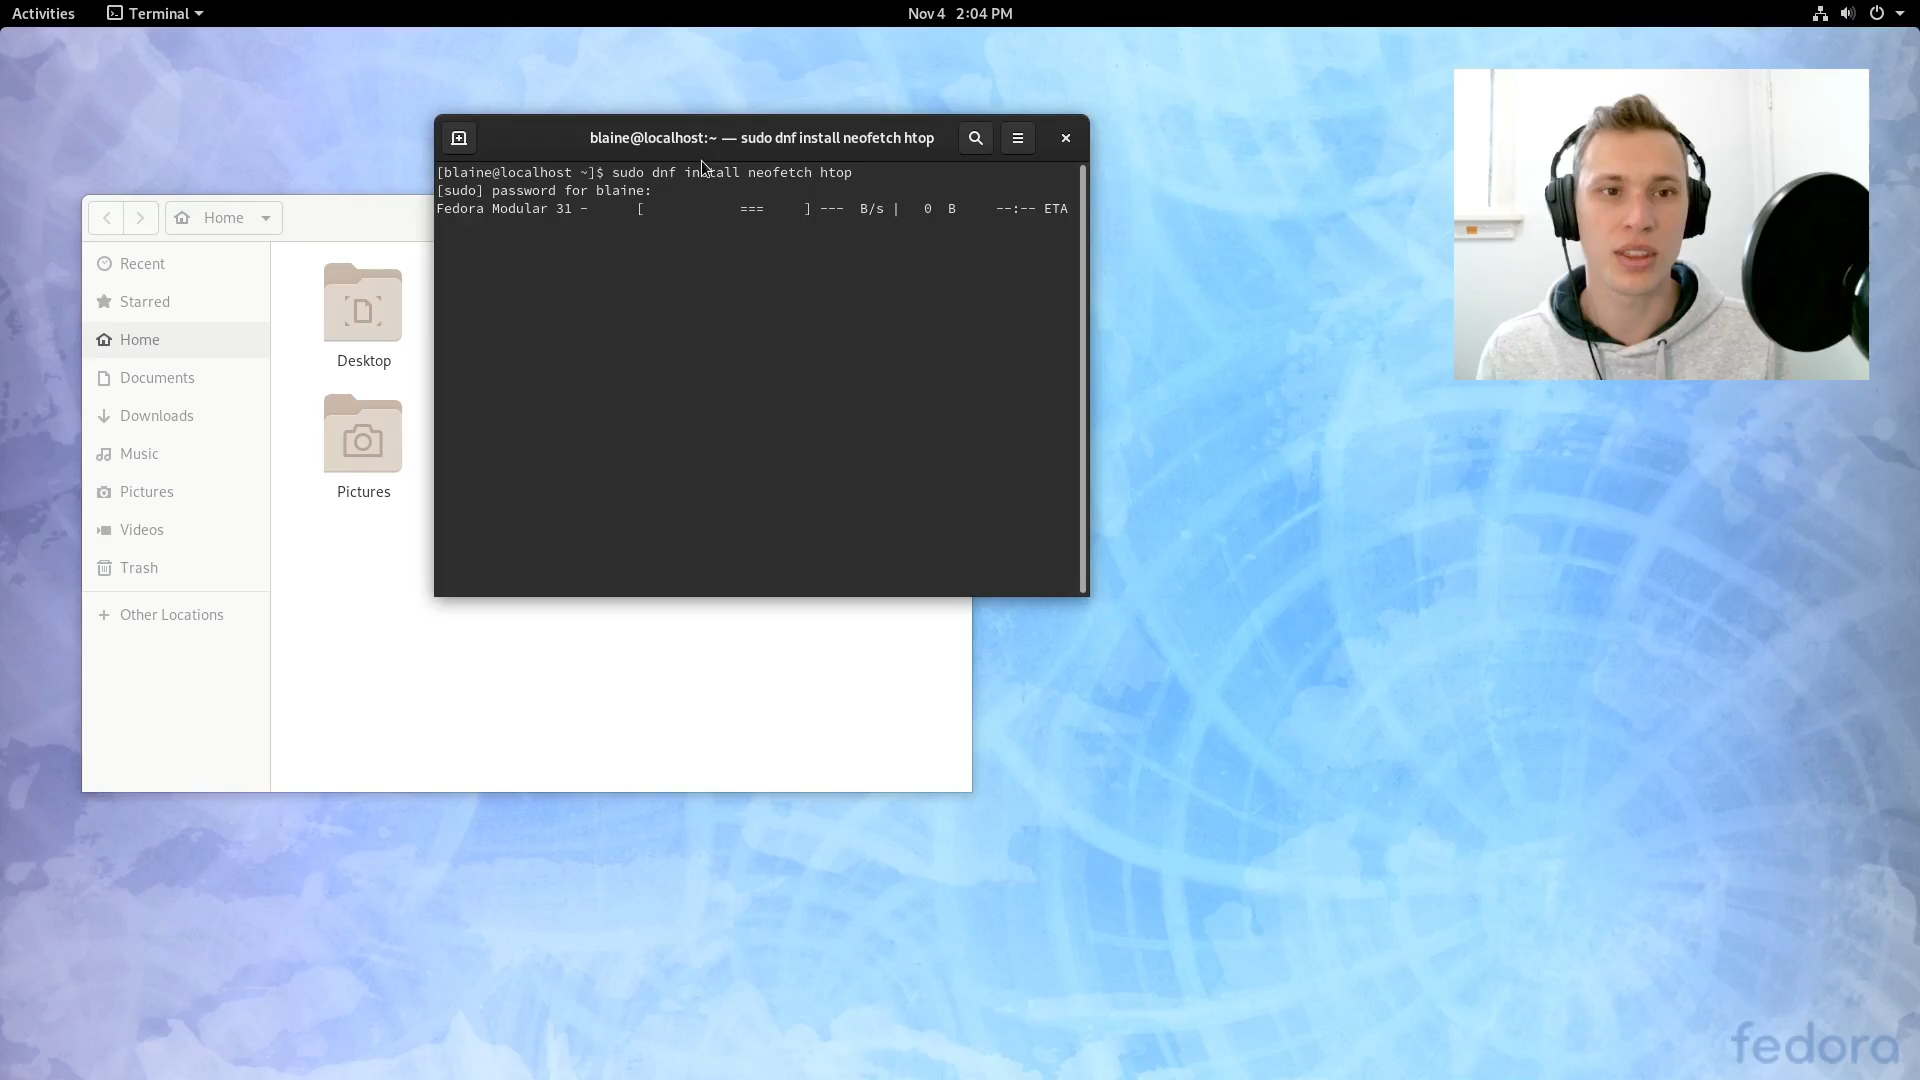 Activities
Terminal
Nov 4 2:04 PM
blaine@localhost:~ — sudo dnf install neofetch htop
[blaine@localhost ~]$ sudo dnf install neofetch htop
[sudo] password for blaine:
Fedora Modular 31 - [ === ] --- B/s | 0 B --:-- ETA
Home
Recent
Starred
Home
Documents
Downloads
Music
Pictures
Videos
Trash
Other Locations
Desktop
Pictures
fedora